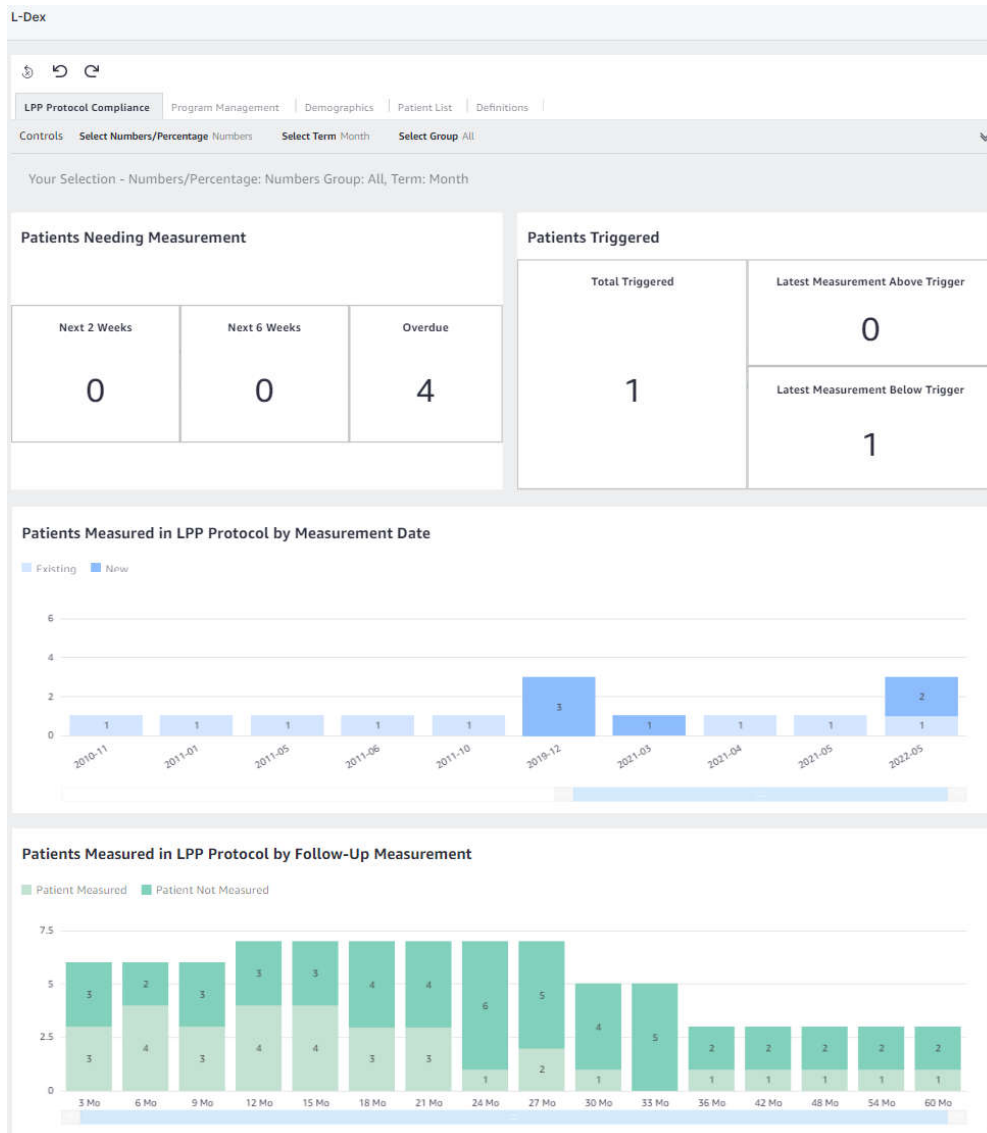 L-Dex
LPP Protocol Compliance Program Management Demographics Patient List Definitions
Controls Select Numbers/Percentage Numbers Select Term Month Select Group All
Your Selection - Numbers/Percentage: Numbers Group: All, Term: Month
Patients Needing Measurement
Next 2 Weeks Next 6 Weeks Overdue
0 0 4
Patients Triggered
Total Triggered
1
Latest Measurement Above Trigger
0
Latest Measurement Below Trigger
1
Patients Measured in LPP Protocol by Measurement Date
Existing New
6
4
2
0
1 1 1 1 1 3 1 1 1 2 1
2010-11 2011-01 2011-05 2011-06 2011-10 2019-12 2021-03 2021-04 2021-05 2022-05
Patients Measured in LPP Protocol by Follow-Up Measurement
Patient Measured Patient Not Measured
7.5
5
2.5
0
3 2 3 3 3 4 4 6 5 4 5 2 2 2 2 2
3 4 3 4 4 3 3 1 2 1 1 1 1 1 1
3 Mo 6 Mo 9 Mo 12 Mo 15 Mo 18 Mo 21 Mo 24 Mo 27 Mo 30 Mo 33 Mo 36 Mo 42 Mo 48 Mo 54 Mo 60 Mo